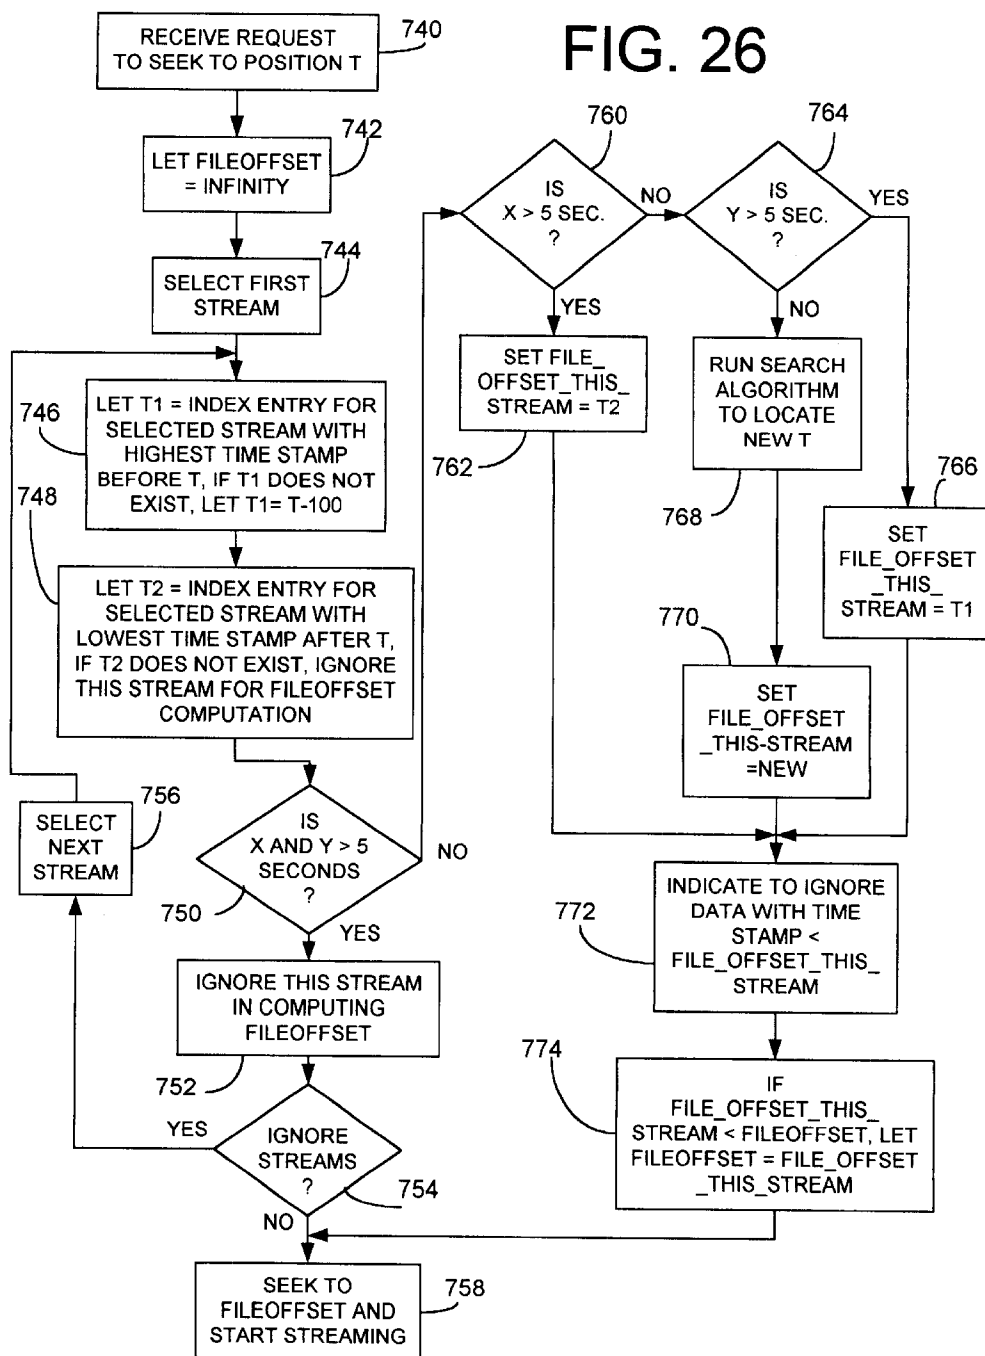 FIG. 26
RECEIVE REQUEST
TO SEEK TO POSITION T
740
LET FILEOFFSET
= INFINITY
742
SELECT FIRST
STREAM
744
LET T1 = INDEX ENTRY FOR
SELECTED STREAM WITH
HIGHEST TIME STAMP
BEFORE T, IF T1 DOES NOT
EXIST, LET T1= T-100
746
LET T2 = INDEX ENTRY FOR
SELECTED STREAM WITH
LOWEST TIME STAMP AFTER T,
IF T2 DOES NOT EXIST, IGNORE
THIS STREAM FOR FILEOFFSET
COMPUTATION
748
IS
X AND Y > 5
SECONDS
?
750
NO
YES
IGNORE THIS STREAM
IN COMPUTING
FILEOFFSET
752
IGNORE
STREAMS
?
754
YES
NO
SELECT
NEXT
STREAM
756
SEEK TO
FILEOFFSET AND
START STREAMING
758
IS
X > 5 SEC.
?
760
NO
YES
SET FILE_
OFFSET_THIS_
STREAM = T2
762
IS
Y > 5 SEC.
?
764
YES
NO
RUN SEARCH
ALGORITHM
TO LOCATE
NEW T
768
SET
FILE_OFFSET
_THIS_
STREAM = T1
766
SET
FILE_OFFSET
_THIS-STREAM
=NEW
770
INDICATE TO IGNORE
DATA WITH TIME
STAMP <
FILE_OFFSET_THIS_
STREAM
772
IF
FILE_OFFSET_THIS_
STREAM < FILEOFFSET, LET
FILEOFFSET = FILE_OFFSET
_THIS_STREAM
774